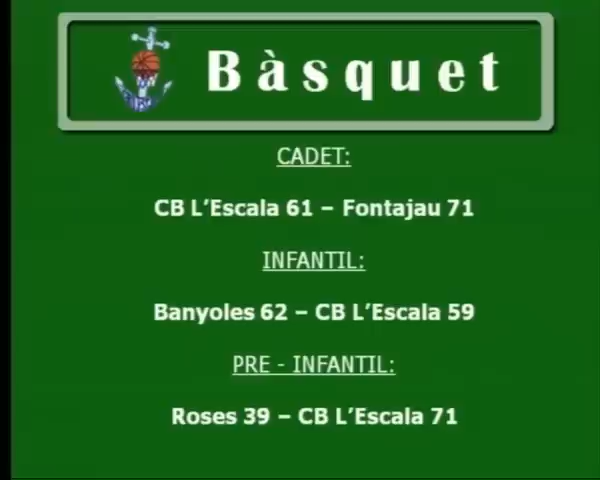 Bàsquet
CADET:
CB L’Escala 61 – Fontajau 71
INFANTIL:
Banyoles 62 – CB L’Escala 59
PRE - INFANTIL:
Roses 39 – CB L’Escala 71